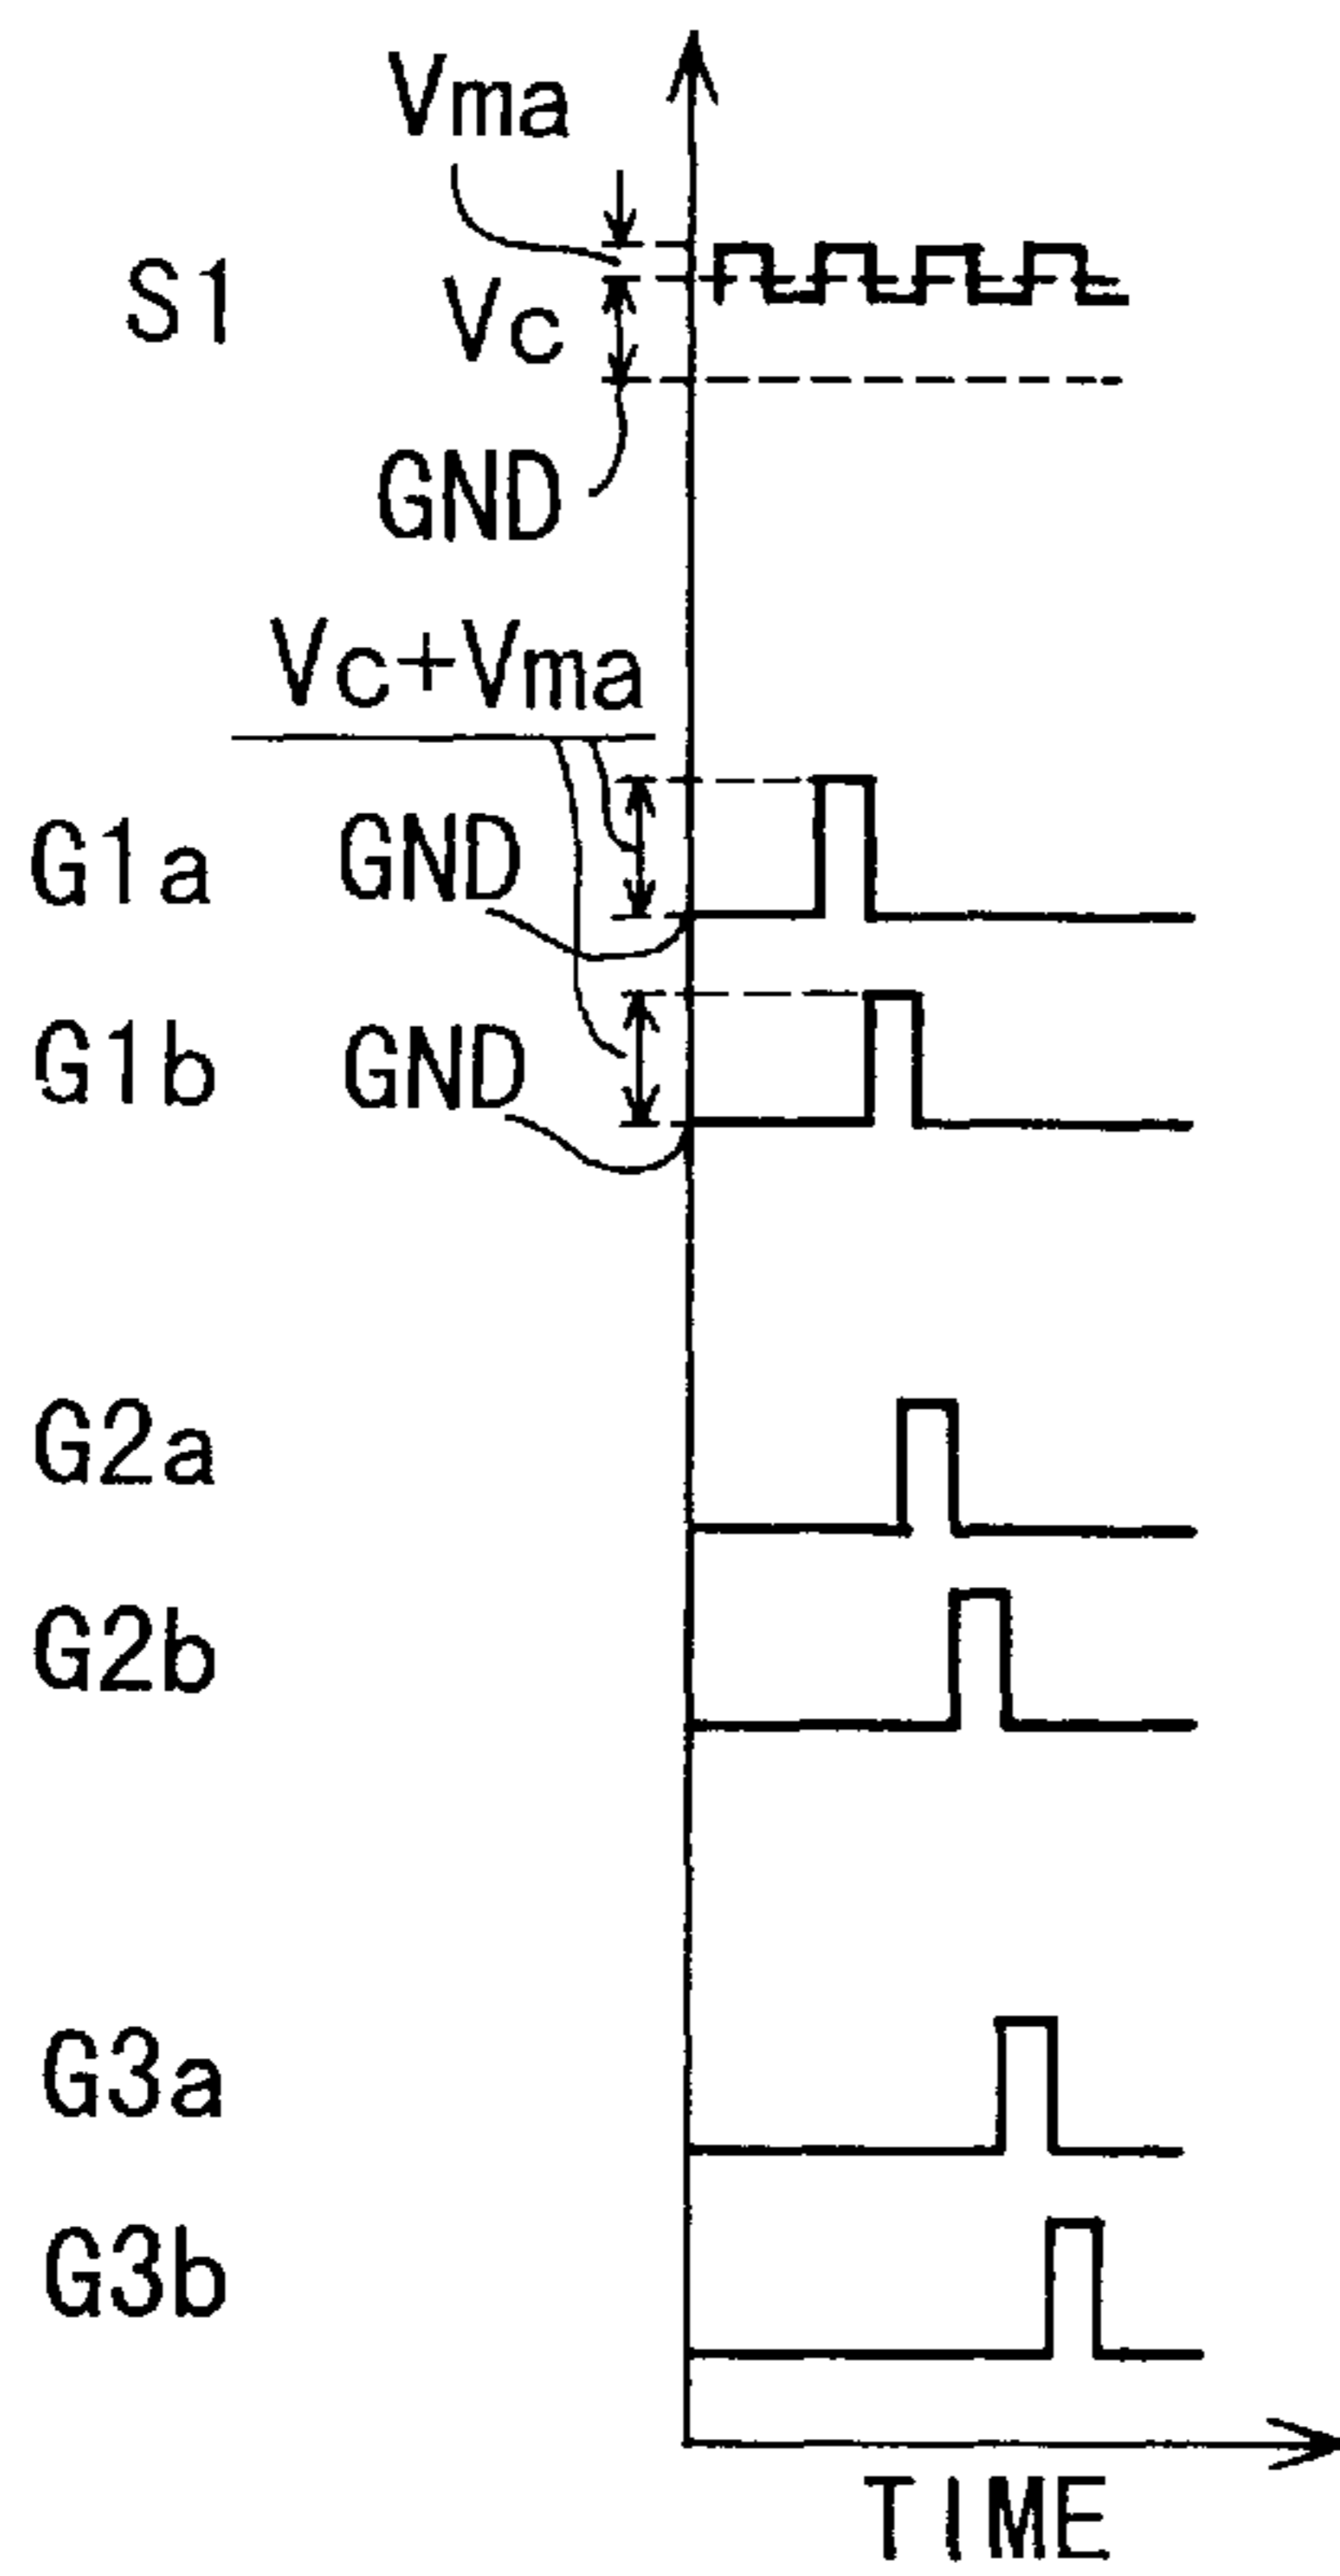 Vma
S1
Vc
GND
Vc+Vma
G1a GND
G1b GND
G2a
G2b
G3a
G3b
TIME